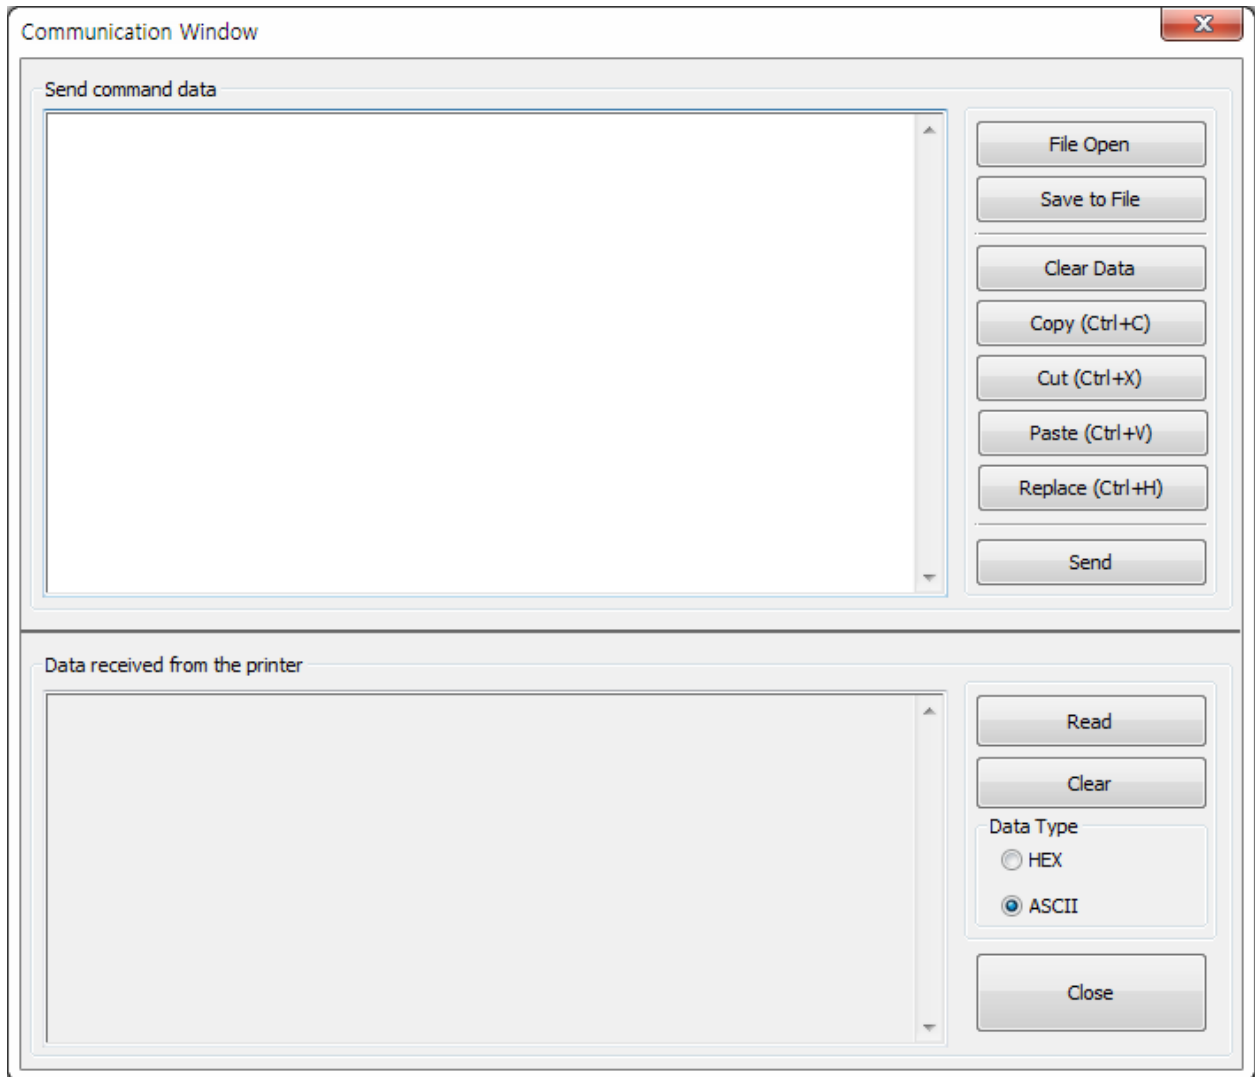 Communication Window
X
Send command data
File Open
Save to File
Clear Data
Copy (Ctrl+C)
Cut (Ctrl+X)
Paste (Ctrl+V)
Replace (Ctrl+H)
Send
Data received from the printer
Read
Clear
Data Type
HEX
ASCII
Close